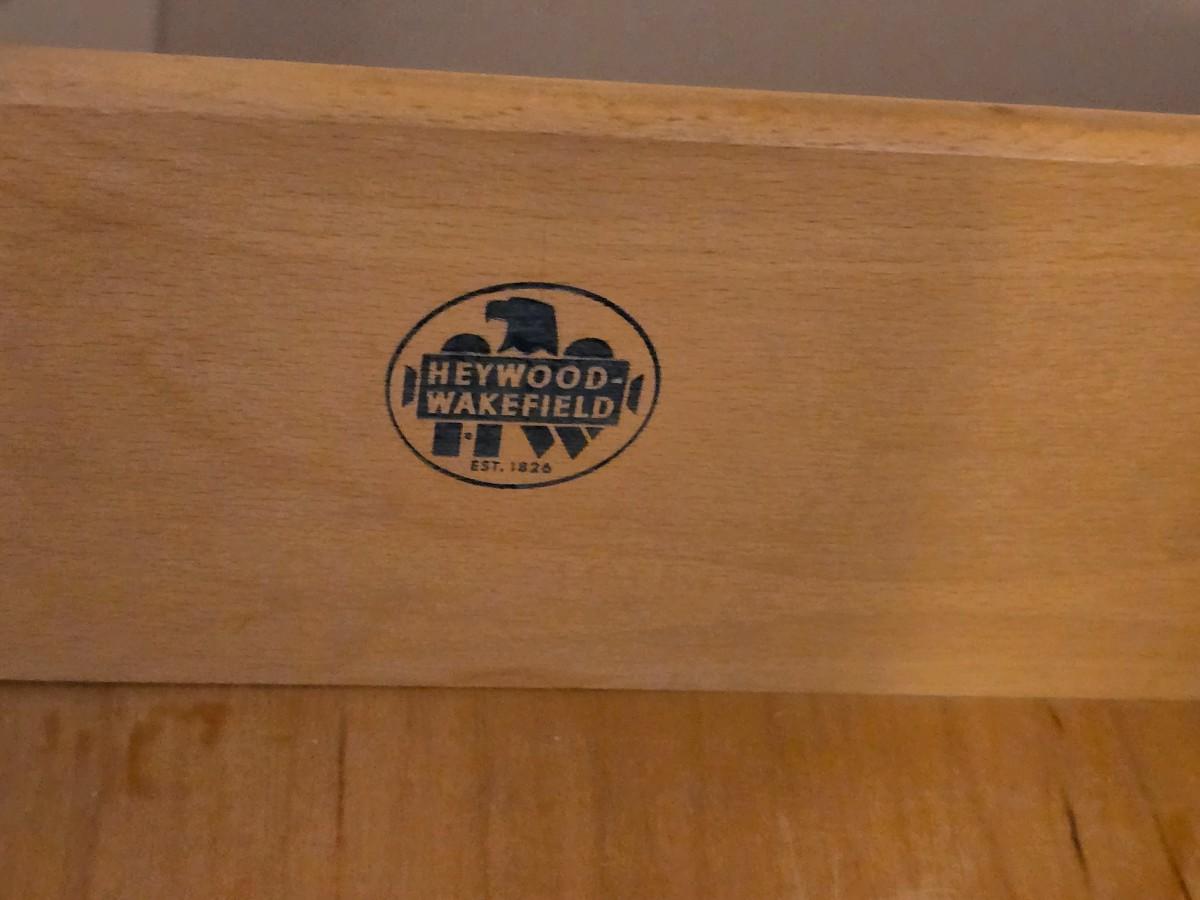 HEYWOOD-
WAKEFIELD
H·W
EST. 1826